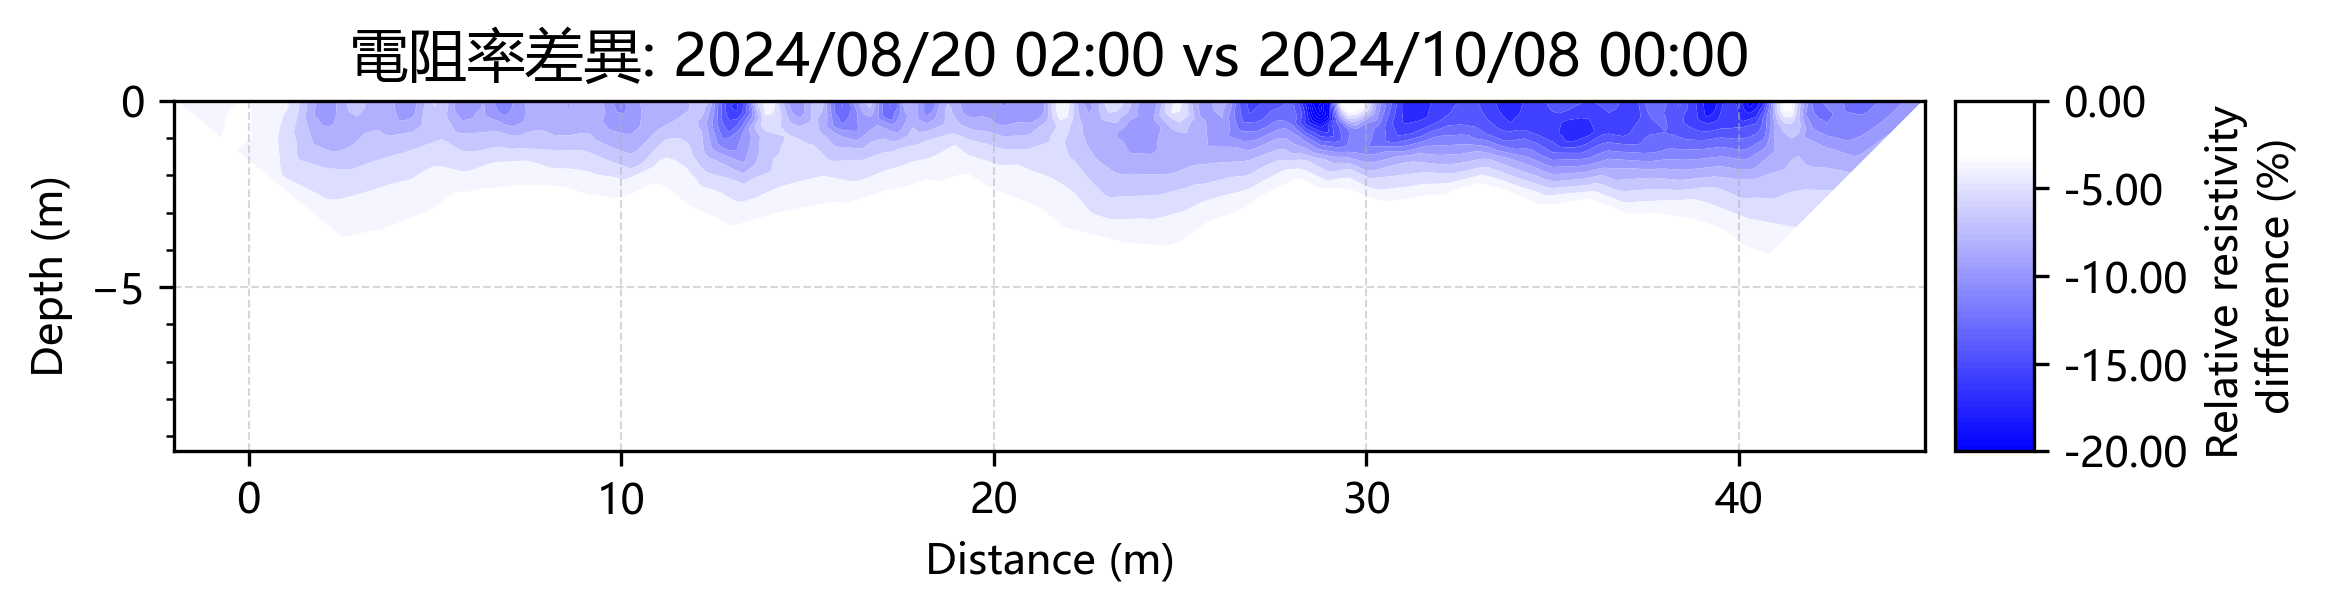 電阻率差異: 2024/08/20 02:00 vs 2024/10/08 00:00
0
−5
Depth (m)
0 10 20 30 40
Distance (m)
0.00
-5.00
-10.00
-15.00
-20.00
Relative resistivity
difference (%)